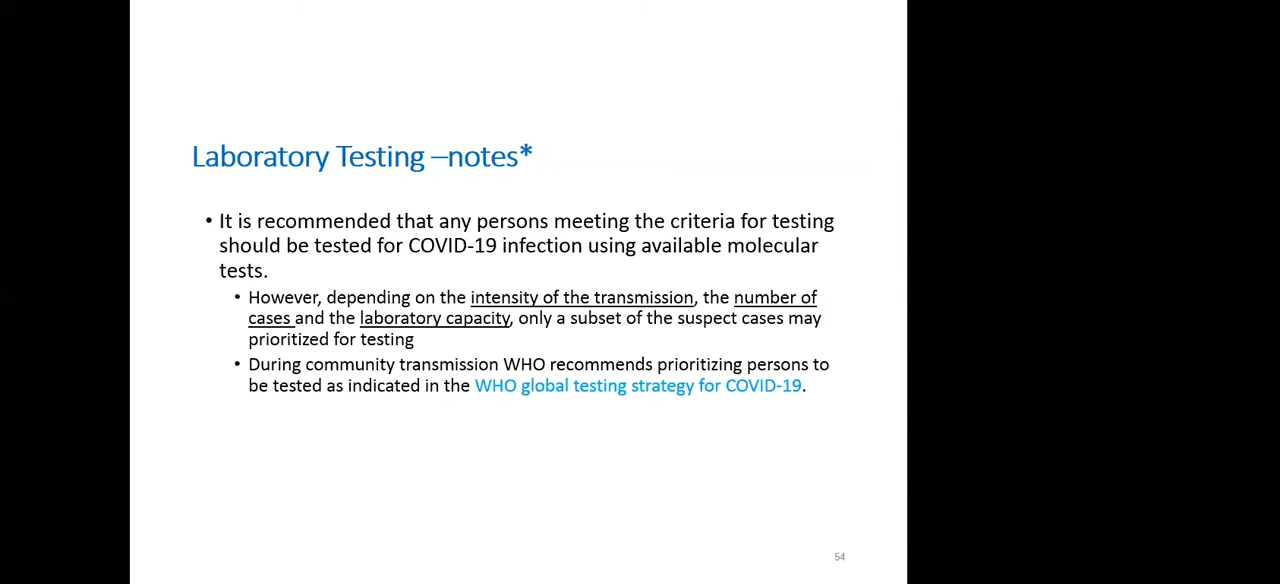 Laboratory Testing –notes*
• It is recommended that any persons meeting the criteria for testing
should be tested for COVID-19 infection using available molecular
tests.
• However, depending on the intensity of the transmission, the number of
cases and the laboratory capacity, only a subset of the suspect cases may
prioritized for testing
• During community transmission WHO recommends prioritizing persons to
be tested as indicated in the WHO global testing strategy for COVID-19.
54